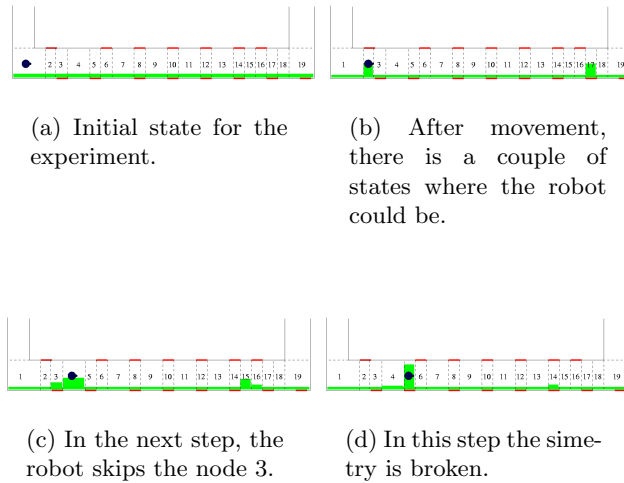 2 3 4 5 6 7 8 9 10 11 12 13 14 15 16 17 18 19
1 2 3 4 5 6 7 8 9 10 11 12 13 14 15 16 17 18 19
(a) Initial state for the
experiment.
(b) After movement,
there is a couple of
states where the robot
could be.
1 2 3 4 5 6 7 8 9 10 11 12 13 14 15 16 17 18 19
1 2 3 4 5 6 7 8 9 10 11 12 13 14 15 16 17 18 19
(c) In the next step, the
robot skips the node 3.
(d) In this step the sime-
try is broken.